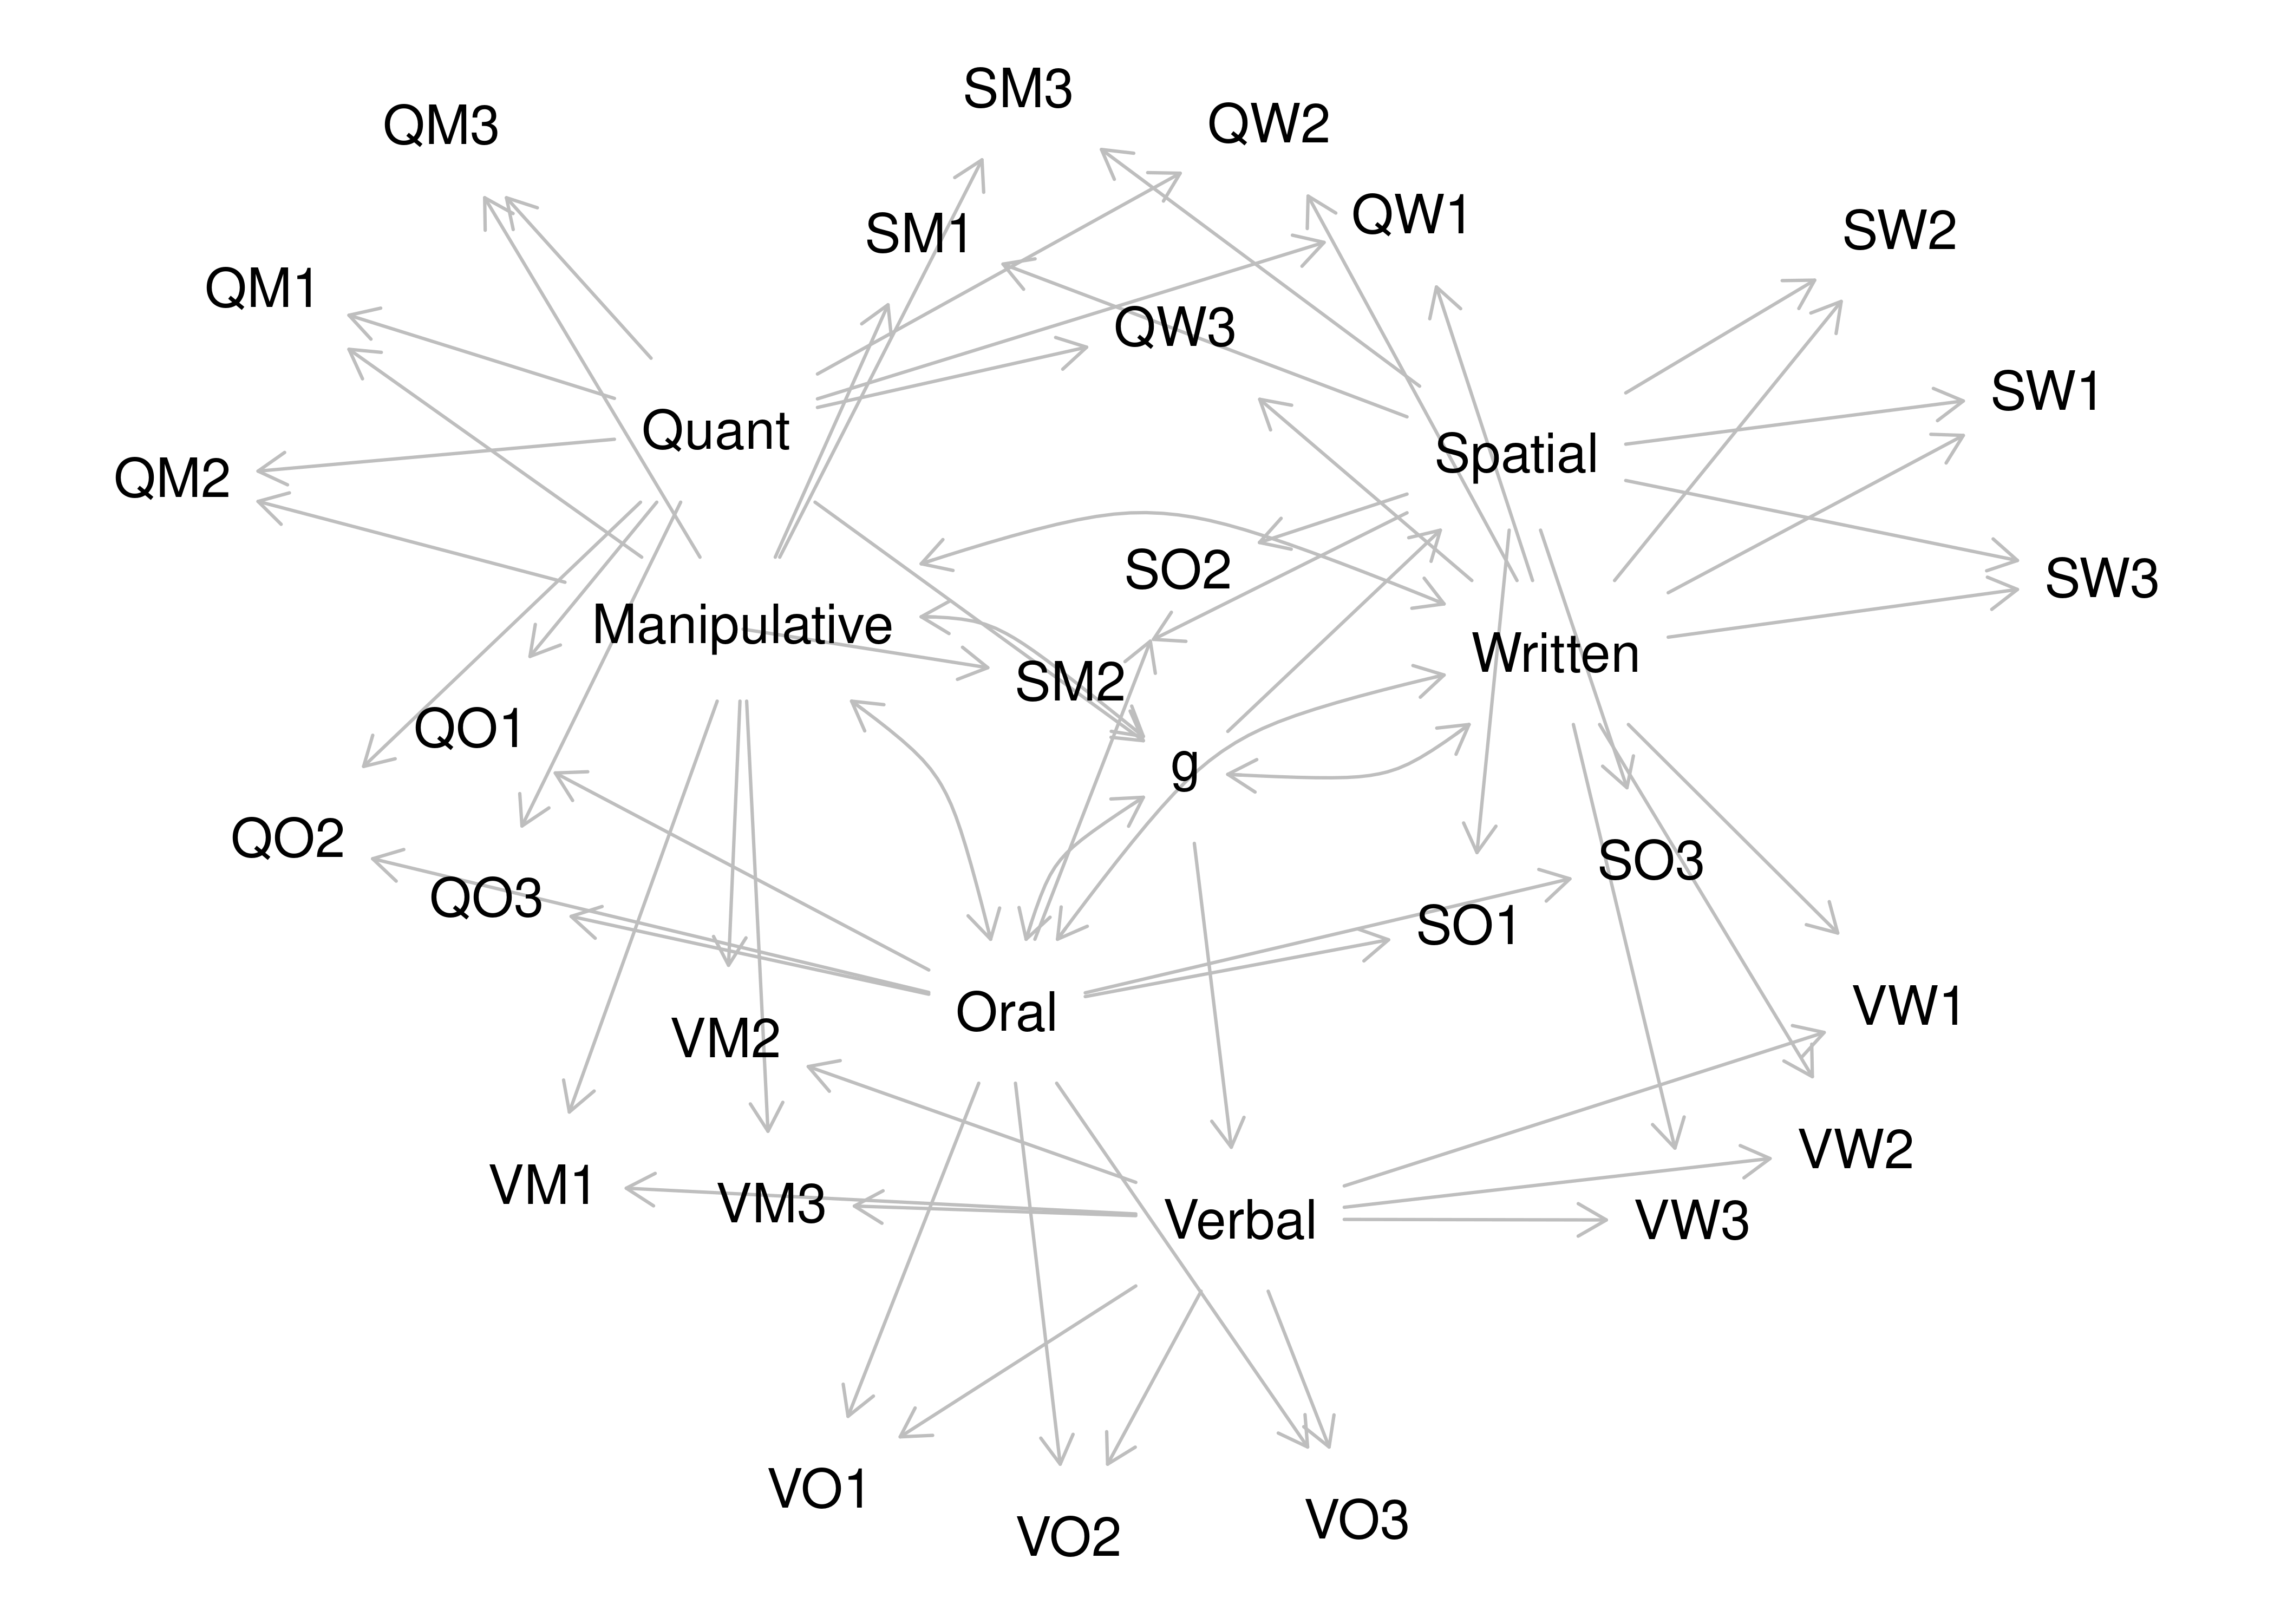 SM3
QW2
QM3
QW1
SW2
SM1
QM1
QW3
SW1
Quant
Spatial
QM2
SO2
SW3
Manipulative
Written
SM2
QO1
g
QO2
SO3
QO3
SO1
VW1
Oral
VM2
VW2
VM1
VM3
Verbal
VW3
VO1
VO3
VO2